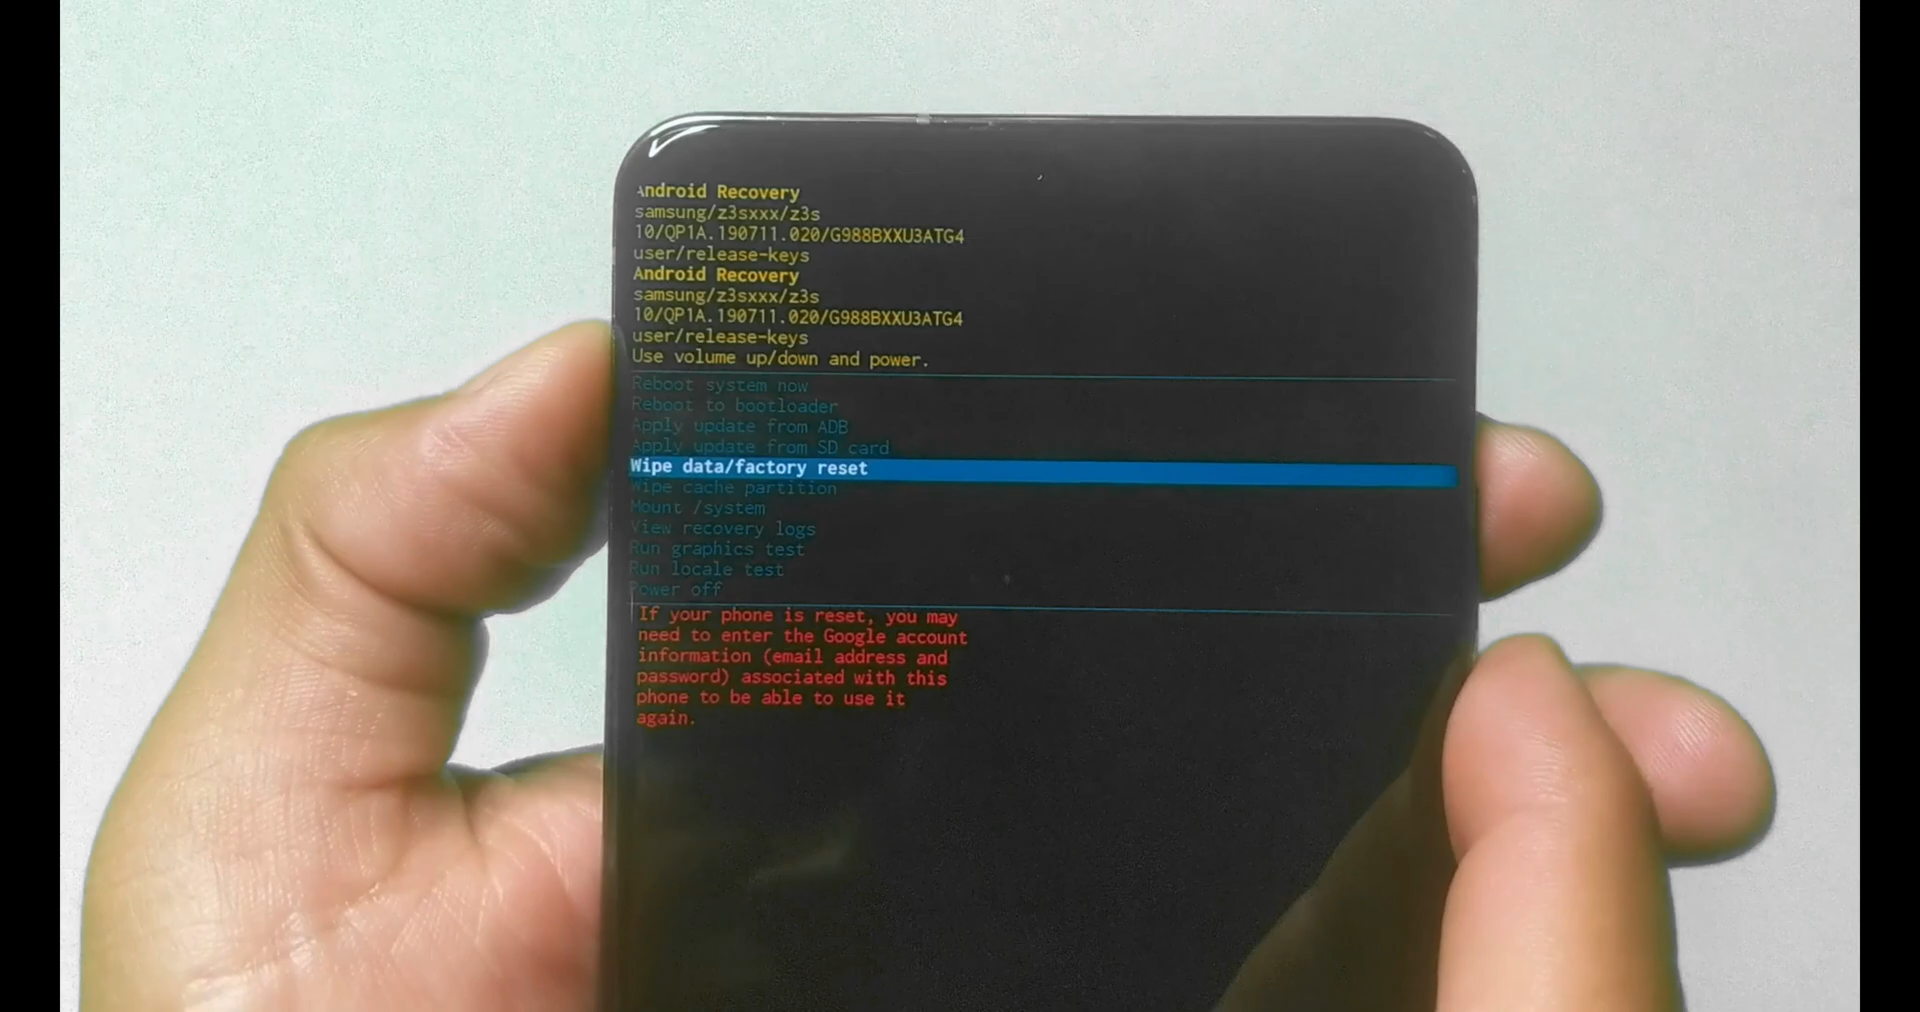 Android Recovery
samsung/z3sxxx/z3s
10/QP1A.190711.020/G988BXXU3ATG4
user/release-keys
Android Recovery
samsung/z3sxxx/z3s
10/QP1A.190711.020/G988BXXU3ATG4
user/release-keys
Use volume up/down and power.
Reboot system now
Reboot to bootloader
Apply update from ADB
Apply update from SD card
Wipe data/factory reset
Wipe cache partition
Mount /system
View recovery logs
Run graphics test
Run locale test
Power off
If your phone is reset, you may
need to enter the Google account
information (email address and
password) associated with this
phone to be able to use it
again.